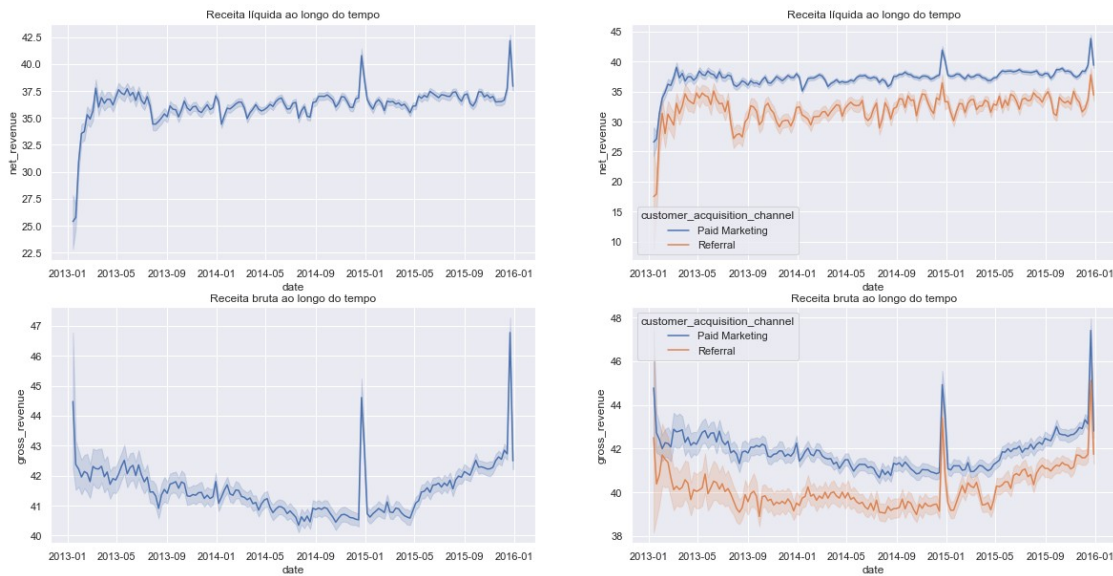 Receita líquida ao longo do tempo
42.5
40.0
37.5
35.0
32.5
30.0
27.5
25.0
22.5
net_revenue
2013-01 2013-05 2013-09 2014-01 2014-05 2014-09 2015-01 2015-05 2015-09 2016-01
date
Receita líquida ao longo do tempo
45
40
35
30
25
20
15
10
net_revenue
customer_acquisition_channel
Paid Marketing
Referral
2013-01 2013-05 2013-09 2014-01 2014-05 2014-09 2015-01 2015-05 2015-09 2016-01
date
Receita bruta ao longo do tempo
47
46
45
44
43
42
41
40
gross_revenue
2013-01 2013-05 2013-09 2014-01 2014-05 2014-09 2015-01 2015-05 2015-09 2016-01
date
Receita bruta ao longo do tempo
customer_acquisition_channel
Paid Marketing
Referral
48
46
44
42
40
38
gross_revenue
2013-01 2013-05 2013-09 2014-01 2014-05 2014-09 2015-01 2015-05 2015-09 2016-01
date